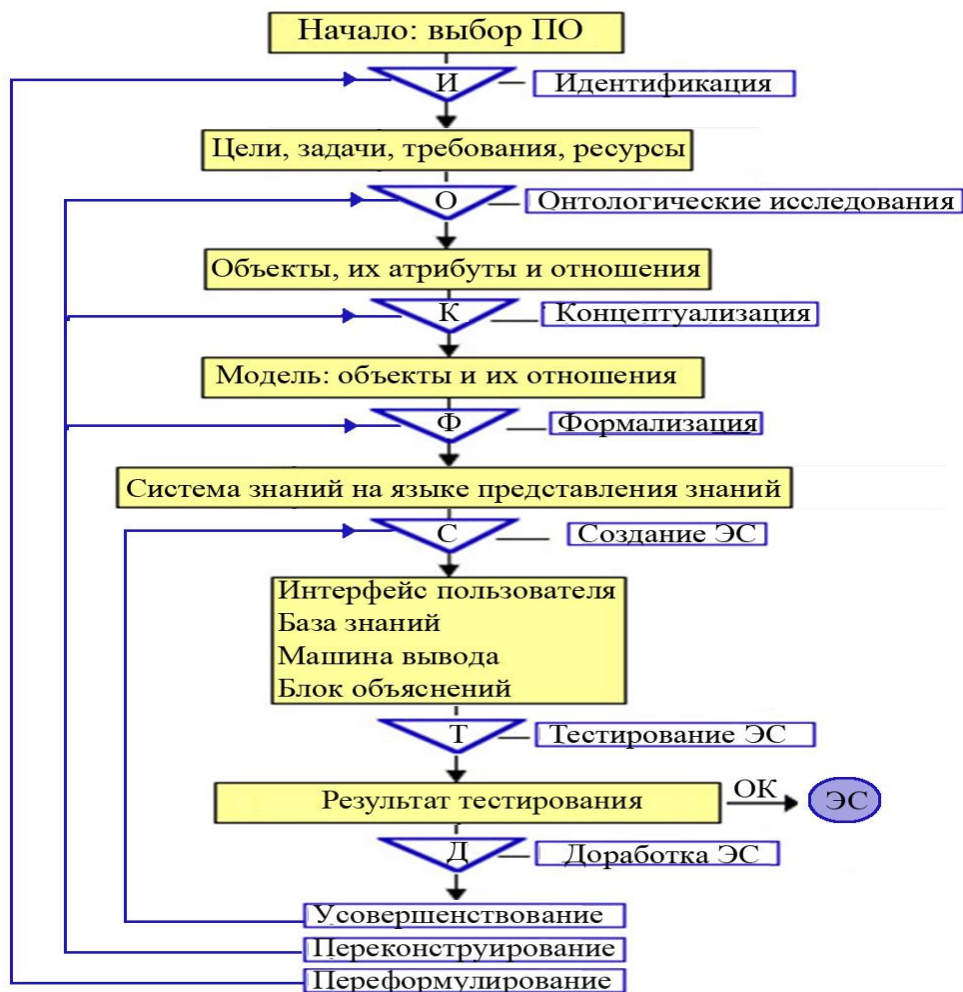 Начало: выбор ПО
И
Идентификация
Цели, задачи, требования, ресурсы
О
Онтологические исследования
Объекты, их атрибуты и отношения
К
Концептуализация
Модель: объекты и их отношения
Ф
Формализация
Система знаний на языке представления знаний
С
Создание ЭС
Интерфейс пользователя
База знаний
Машина вывода
Блок объяснений
Т
Тестирование ЭС
Результат тестирования
ОК
ЭС
Д
Доработка ЭС
Усовершенствование
Переконструирование
Переформулирование